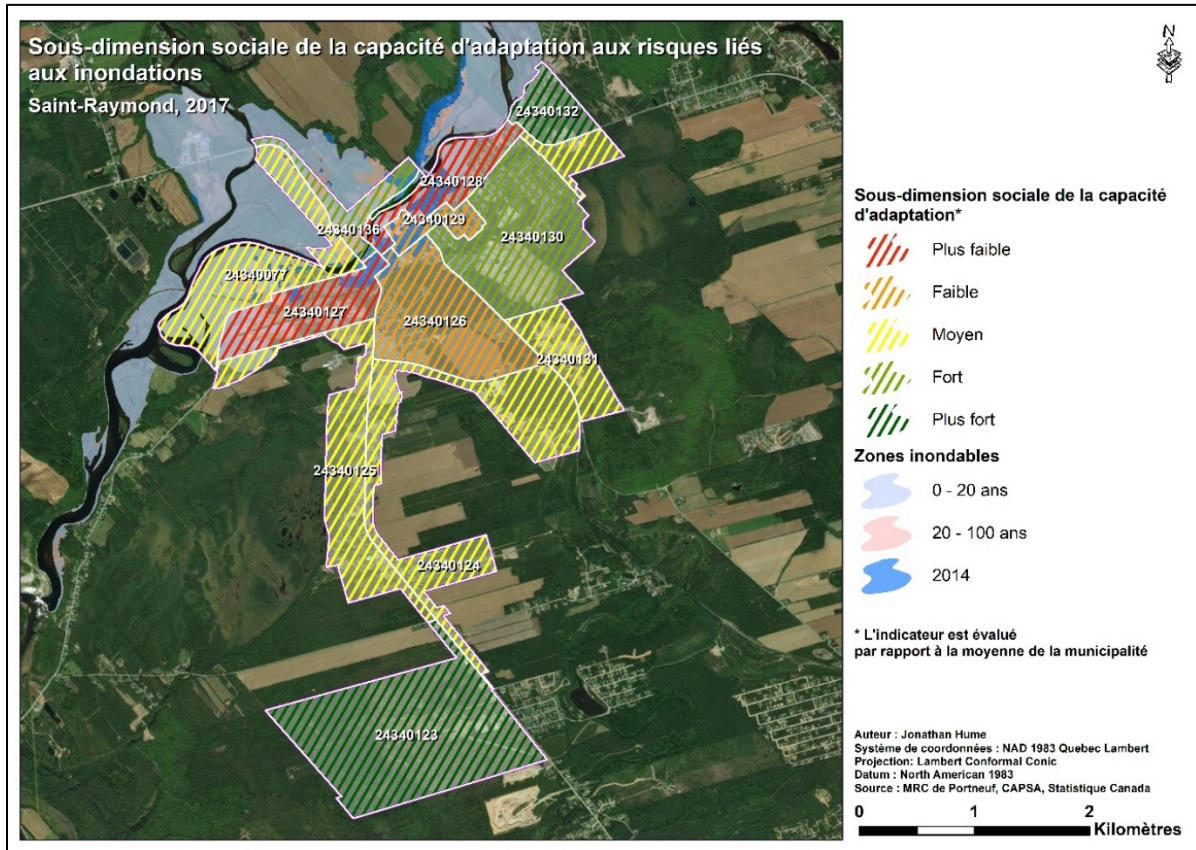 Sous-dimension sociale de la capacité d'adaptation aux risques liés
aux inondations
Saint-Raymond, 2017
N
24340132
24340128
24340129
24340136
24340130
24340077
24340127
24340126
24340131
24340125
24340124
24340123
Sous-dimension sociale de la capacité
d'adaptation*
Plus faible
Faible
Moyen
Fort
Plus fort
Zones inondables
0 - 20 ans
20 - 100 ans
2014
* L'indicateur est évalué
par rapport à la moyenne de la municipalité
Auteur : Jonathan Hume
Système de coordonnées : NAD 1983 Quebec Lambert
Projection: Lambert Conformal Conic
Datum : North American 1983
Source : MRC de Portneuf, CAPSA, Statistique Canada
0 1 2
Kilomètres